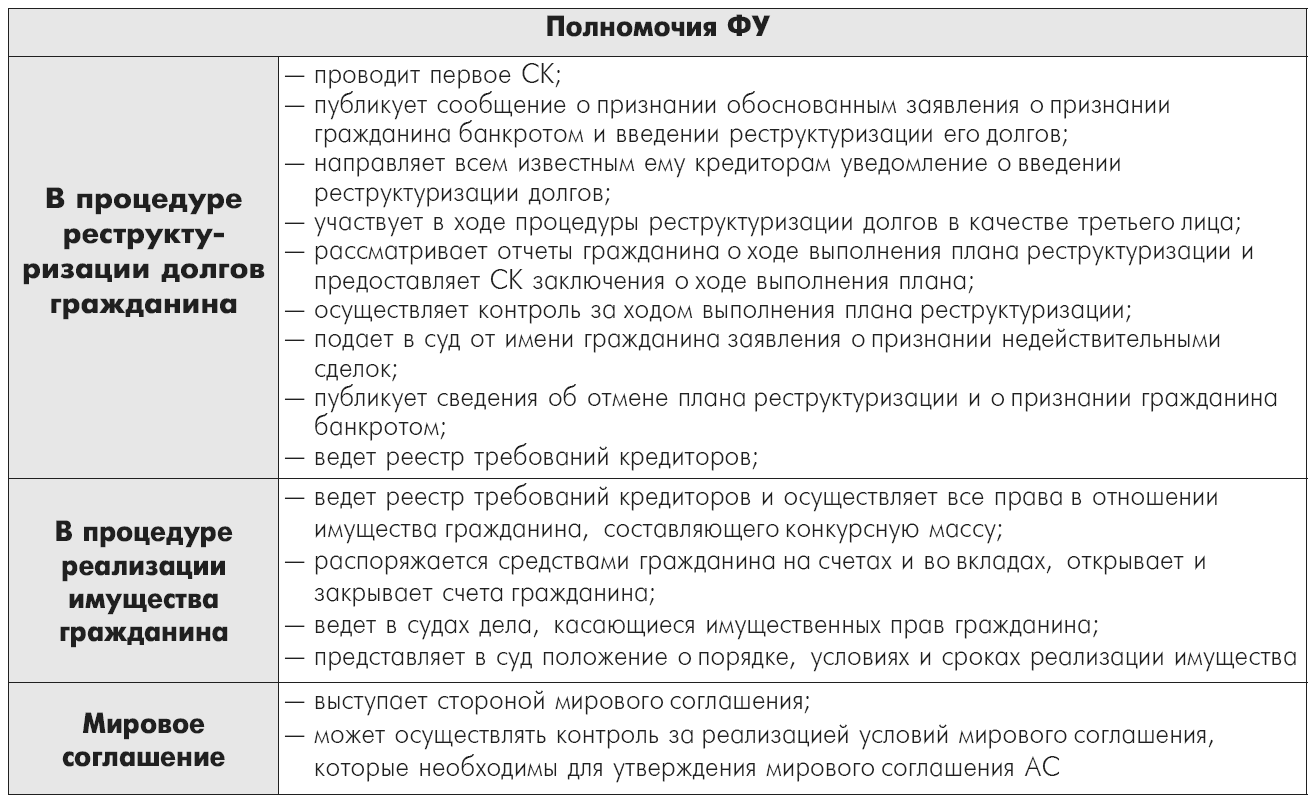 Полномочия ФУ
В процедуре
реструкту-
ризации долгов
гражданина
— проводит первое СК;
— публикует сообщение о признании обоснованным заявления о признании
гражданина банкротом и введении реструктуризации его долгов;
— направляет всем известным ему кредиторам уведомление о введении
реструктуризации долгов;
— участвует в ходе процедуры реструктуризации долгов в качестве третьего лица;
— рассматривает отчеты гражданина о ходе выполнения плана реструктуризации и
предоставляет СК заключения о ходе выполнения плана;
— осуществляет контроль за ходом выполнения плана реструктуризации;
— подает в суд от имени гражданина заявления о признании недействительными
сделок;
— публикует сведения об отмене плана реструктуризации и о признании гражданина
банкротом;
— ведет реестр требований кредиторов;
В процедуре
реализации
имущества
гражданина
— ведет реестр требований кредиторов и осуществляет все права в отношении
имущества гражданина, составляющего конкурсную массу;
— распоряжается средствами гражданина на счетах и во вкладах, открывает и
закрывает счета гражданина;
— ведет в судах дела, касающиеся имущественных прав гражданина;
— представляет в суд положение о порядке, условиях и сроках реализации имущества
Мировое
соглашение
— выступает стороной мирового соглашения;
— может осуществлять контроль за реализацией условий мирового соглашения,
которые необходимы для утверждения мирового соглашения АС